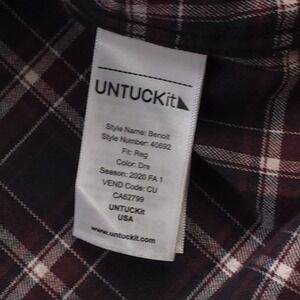 UNTUCKit
Style Name: Benoit
Style Number: 40692
Fit: Reg
Color: Dre
Season: 2020 FA 1
VEND Code: CU
CA62799
UNTUCKit
USA
www.untuckit.com